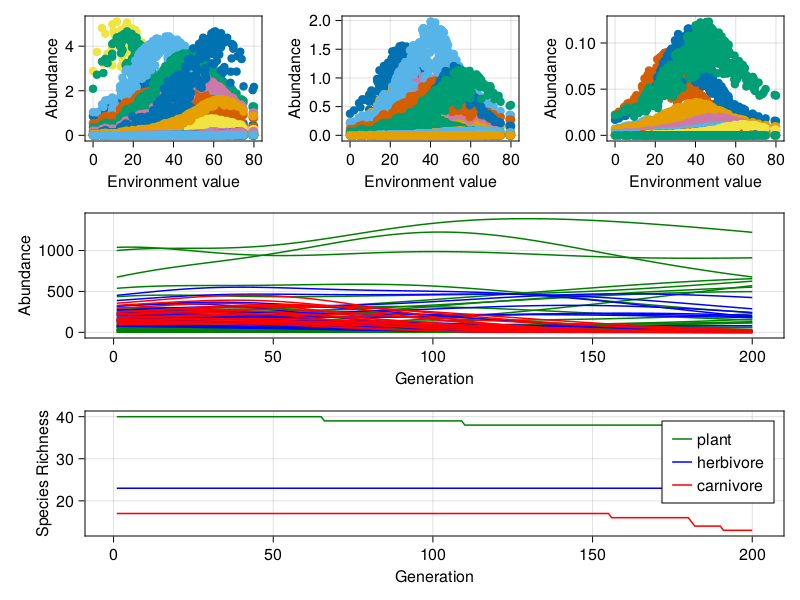 Abundance
4
2
0
0 20 40 60 80
Environment value
Abundance
2.0
1.5
1.0
0.5
0.0
0 20 40 60 80
Environment value
Abundance
0.10
0.05
0.00
0 20 40 60 80
Environment value
Abundance
1000
500
0
0 50 100 150 200
Generation
Species Richness
40
30
20
plant
herbivore
carnivore
0 50 100 150 200
Generation